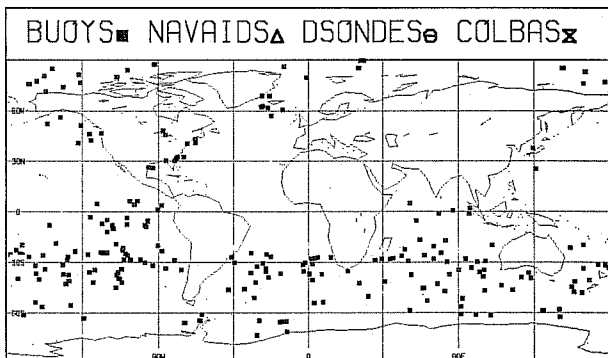 BUOYS NAVAIDS DSONDES COLBAS
60N
30N
0
30S
60S
90W 0 90E